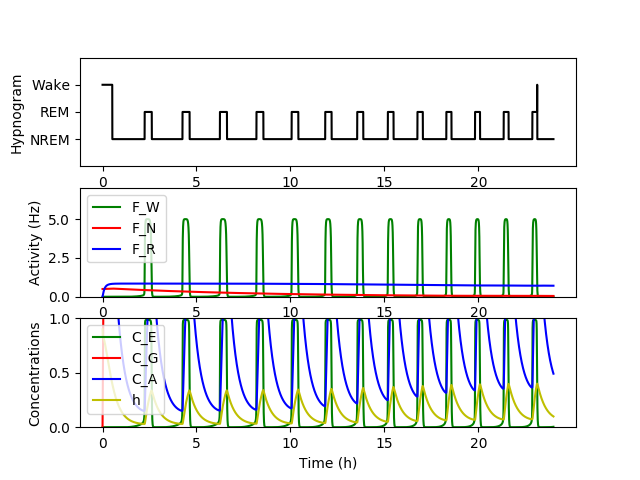 Hypnogram
Wake
REM
NREM
0 5 10 15 20
Activity (Hz)
5.0
2.5
0.0
F_W
F_N
F_R
0 5 10 15 20
Concentrations
1.0
0.5
0.0
C_E
C_G
C_A
h
0 5 10 15 20
Time (h)